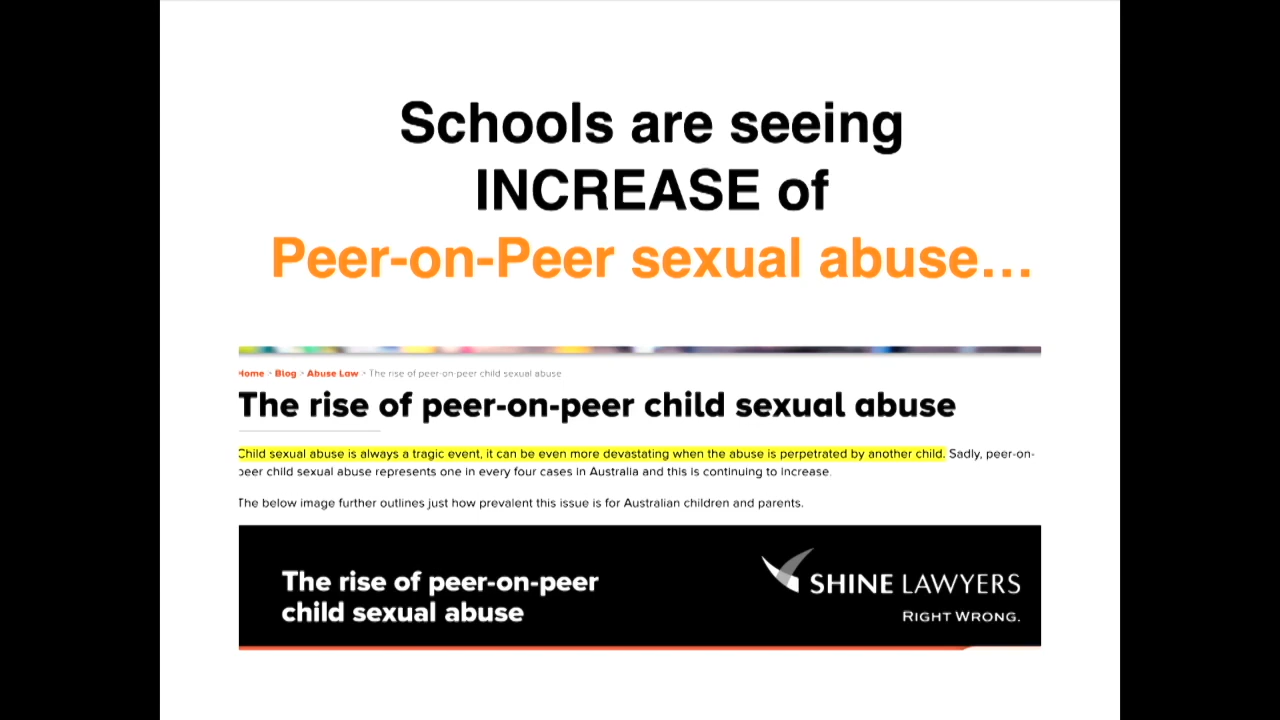 Schools are seeing
INCREASE of
Peer-on-Peer sexual abuse...
Home > Blog > Abuse Law > The rise of peer-on-peer child sexual abuse
The rise of peer-on-peer child sexual abuse
Child sexual abuse is always a tragic event, it can be even more devastating when the abuse is perpetrated by another child. Sadly, peer-on-
peer child sexual abuse represents one in every four cases in Australia and this is continuing to increase.
The below image further outlines just how prevalent this issue is for Australian children and parents.
The rise of peer-on-peer
child sexual abuse
SHINE LAWYERS
RIGHT WRONG.